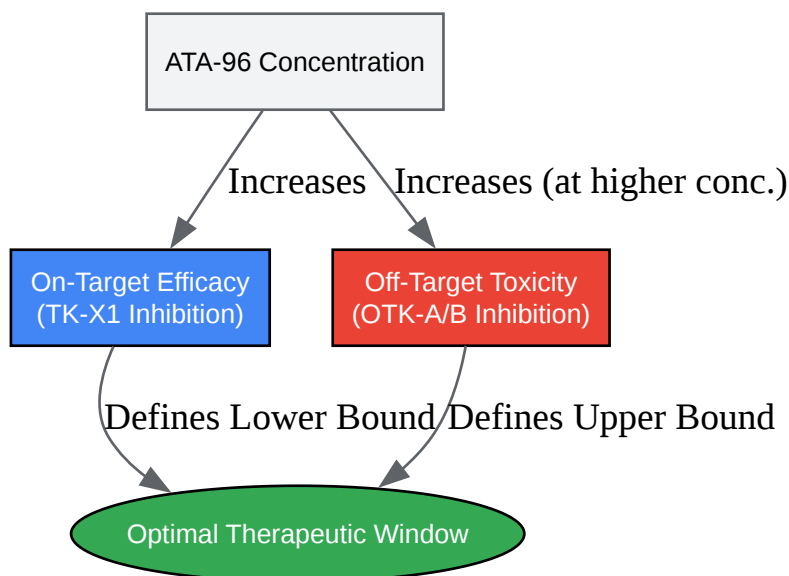 ATA-96 Concentration
Increases
Increases (at higher conc.)
On-Target Efficacy
(TK-X1 Inhibition)
Off-Target Toxicity
(OTK-A/B Inhibition)
Defines Lower Bound
Defines Upper Bound
Optimal Therapeutic Window